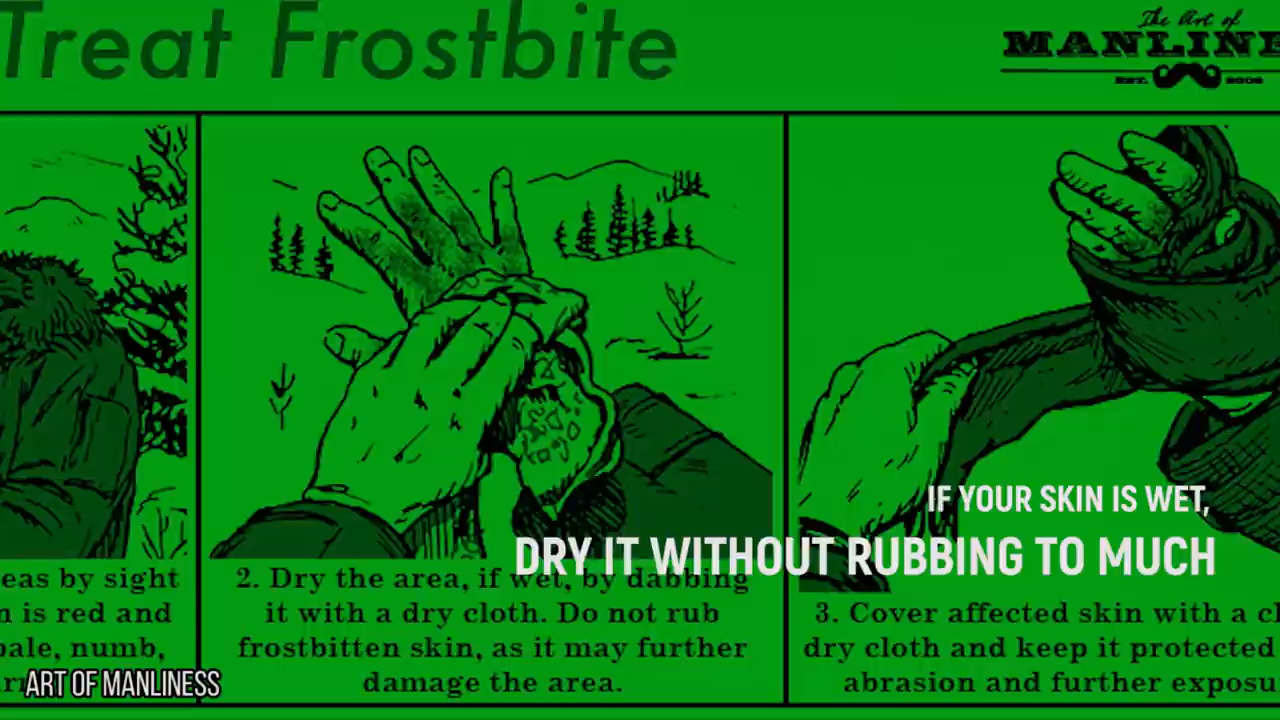 Treat Frostbite
The Art of
MANLINE
EST. 2008
eas by sight
n is red and
pale, numb,
2. Dry the area, if wet, by dabbing
it with a dry cloth. Do not rub
frostbitten skin, as it may further
damage the area.
3. Cover affected skin with a cl
dry cloth and keep it protected
abrasion and further exposu
IF YOUR SKIN IS WET,
DRY IT WITHOUT RUBBING TO MUCH
ART OF MANLINESS